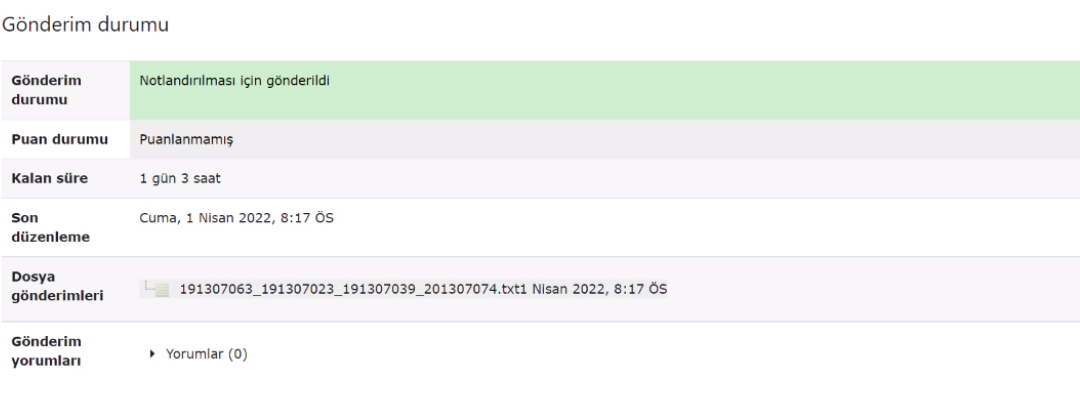 Gönderim durumu
Gönderim
durumu
Notlandırılması için gönderildi
Puan durumu
Puanlanmamış
Kalan süre
1 gün 3 saat
Son
düzenleme
Cuma, 1 Nisan 2022, 8:17 ÖS
Dosya
gönderimleri
191307063_191307023_191307039_201307074.txt1 Nisan 2022, 8:17 ÖS
Gönderim
yorumları
Yorumlar (0)